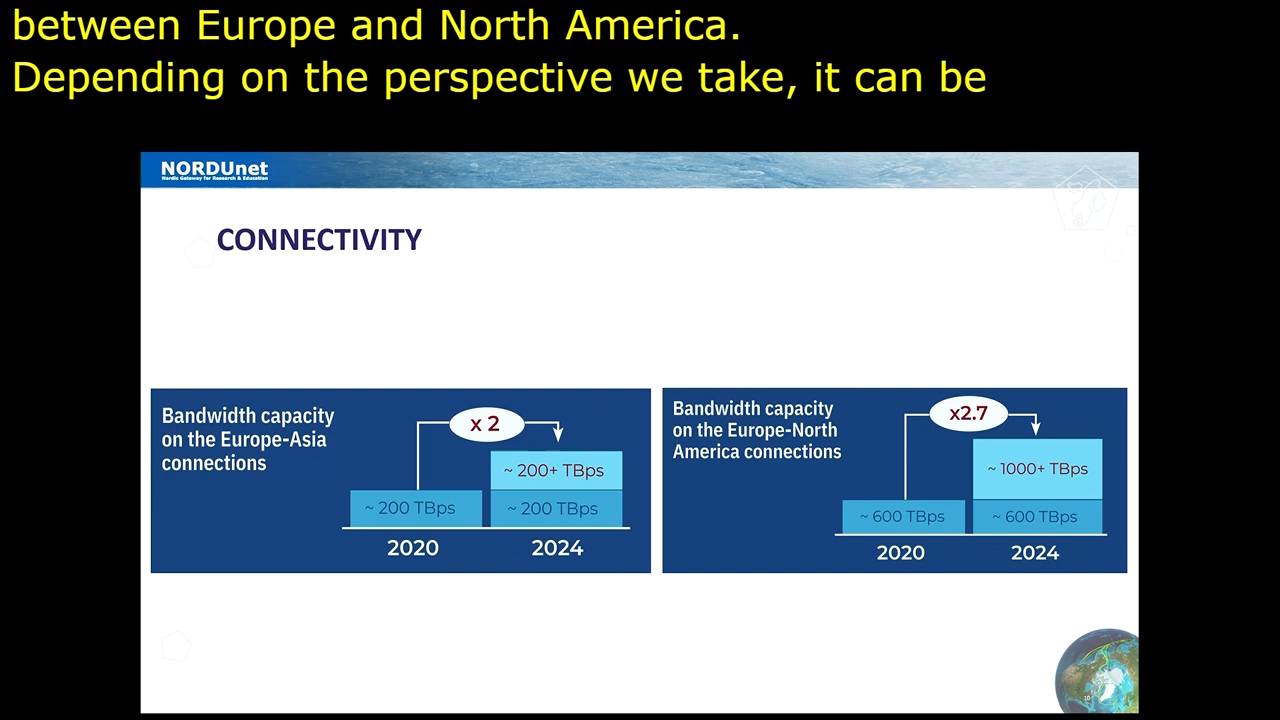 between Europe and North America.
Depending on the perspective we take, it can be
NORDUnet
Nordic Gateway for Research & Education
CONNECTIVITY
Bandwidth capacity
on the Europe-Asia
connections
x 2
~ 200+ TBps
~ 200 TBps
~ 200 TBps
2020
2024
Bandwidth capacity
on the Europe-North
America connections
x2.7
~ 1000+ TBps
~ 600 TBps
~ 600 TBps
2020
2024
10